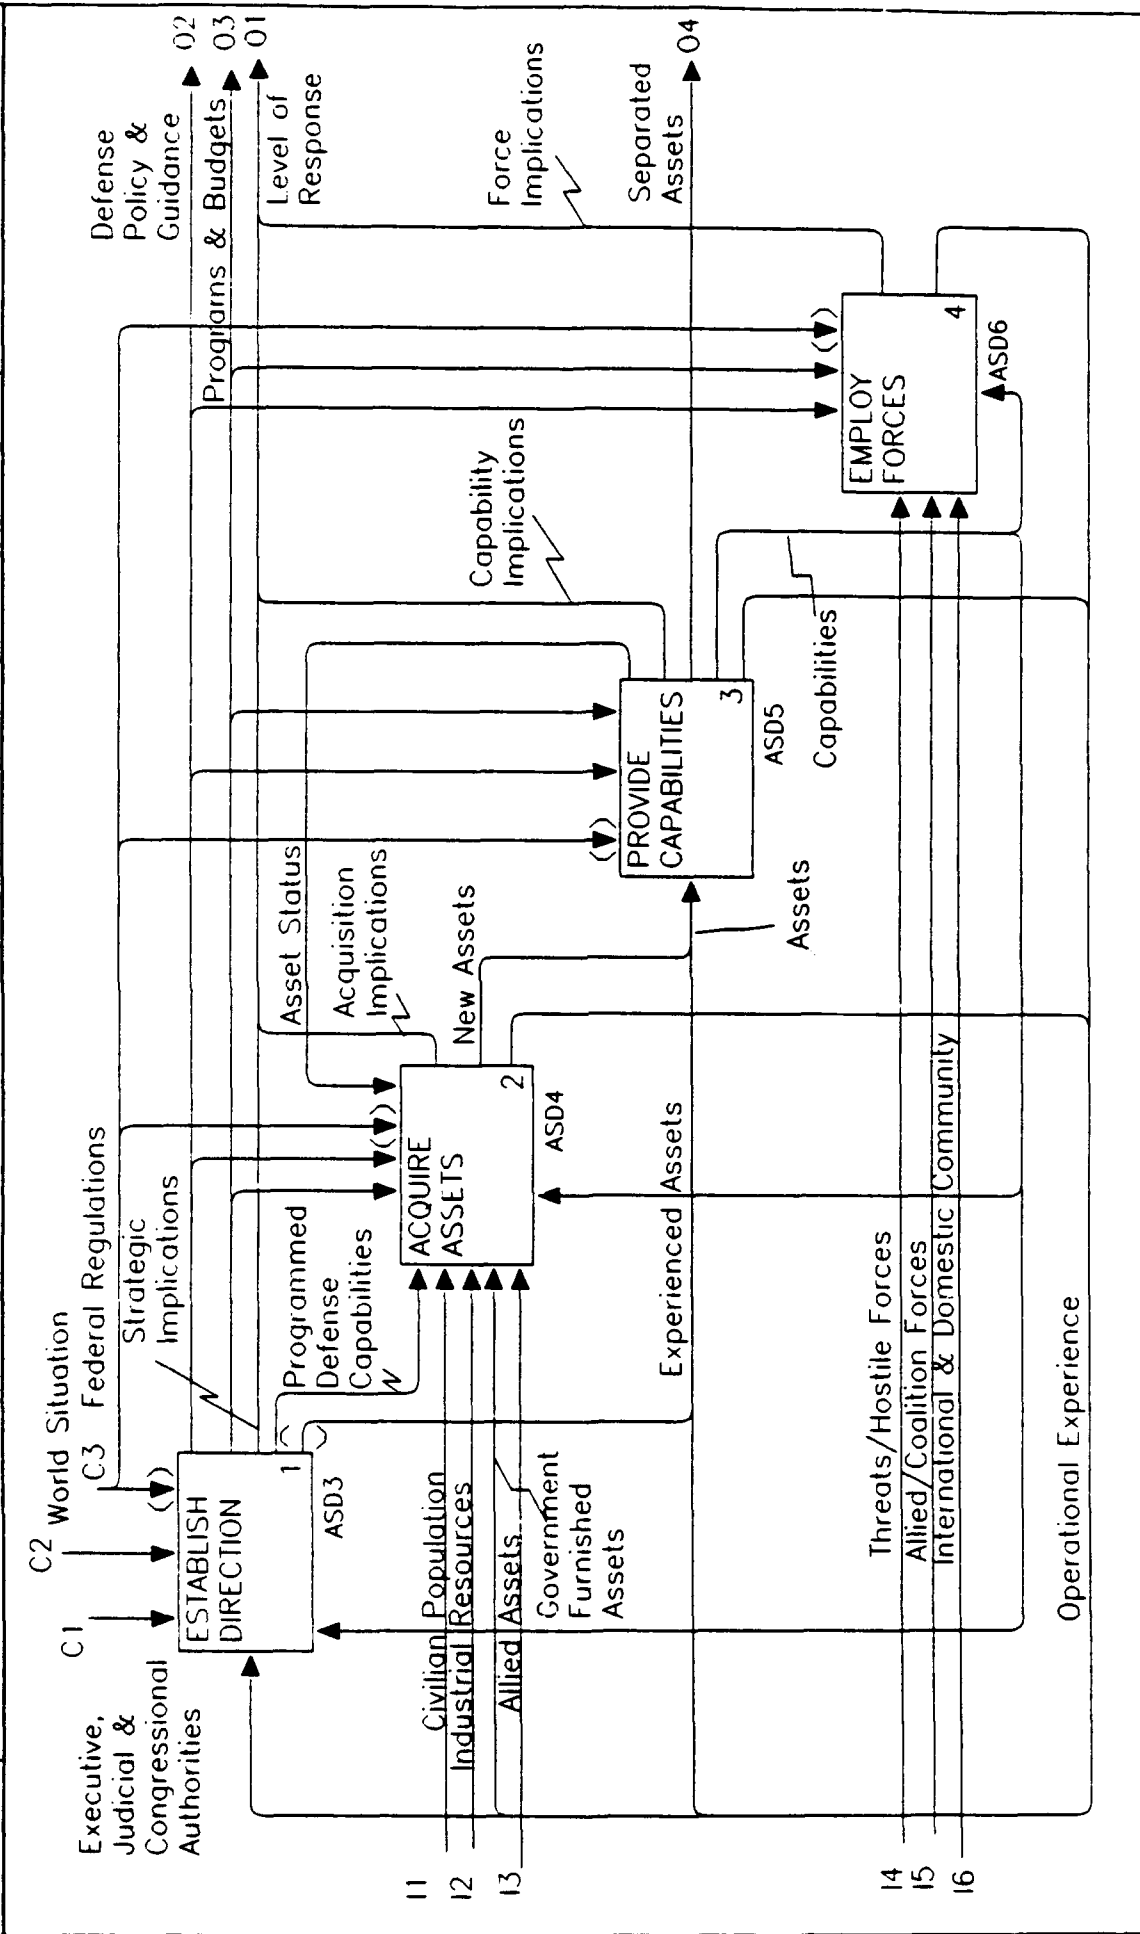 Executive,
Judicial &
Congressional
Authorities
C1
C2
World Situation
C3 Federal Regulations
Strategic
Implications
ESTABLISH
DIRECTION
1
ASD3
Programmed
Defense
Capabilities
Asset Status
Acquisition
Implications
New Assets
Defense
Policy &
Guidance
Programs & Budgets
Level of
Response
O2
O3
O1
I1
I2
I3
Civilian Population
Industrial Resources
Allied Assets
Government
Furnished
Assets
ACQUIRE
ASSETS
2
ASD4
Experienced Assets
Assets
PROVIDE
CAPABILITIES
3
ASD5
Capability
Implications
Capabilities
Force
Implications
Separated
Assets
O4
I4
I5
I6
Threats/Hostile Forces
Allied/Coalition Forces
International & Domestic Community
EMPLOY
FORCES
4
ASD6
Operational Experience